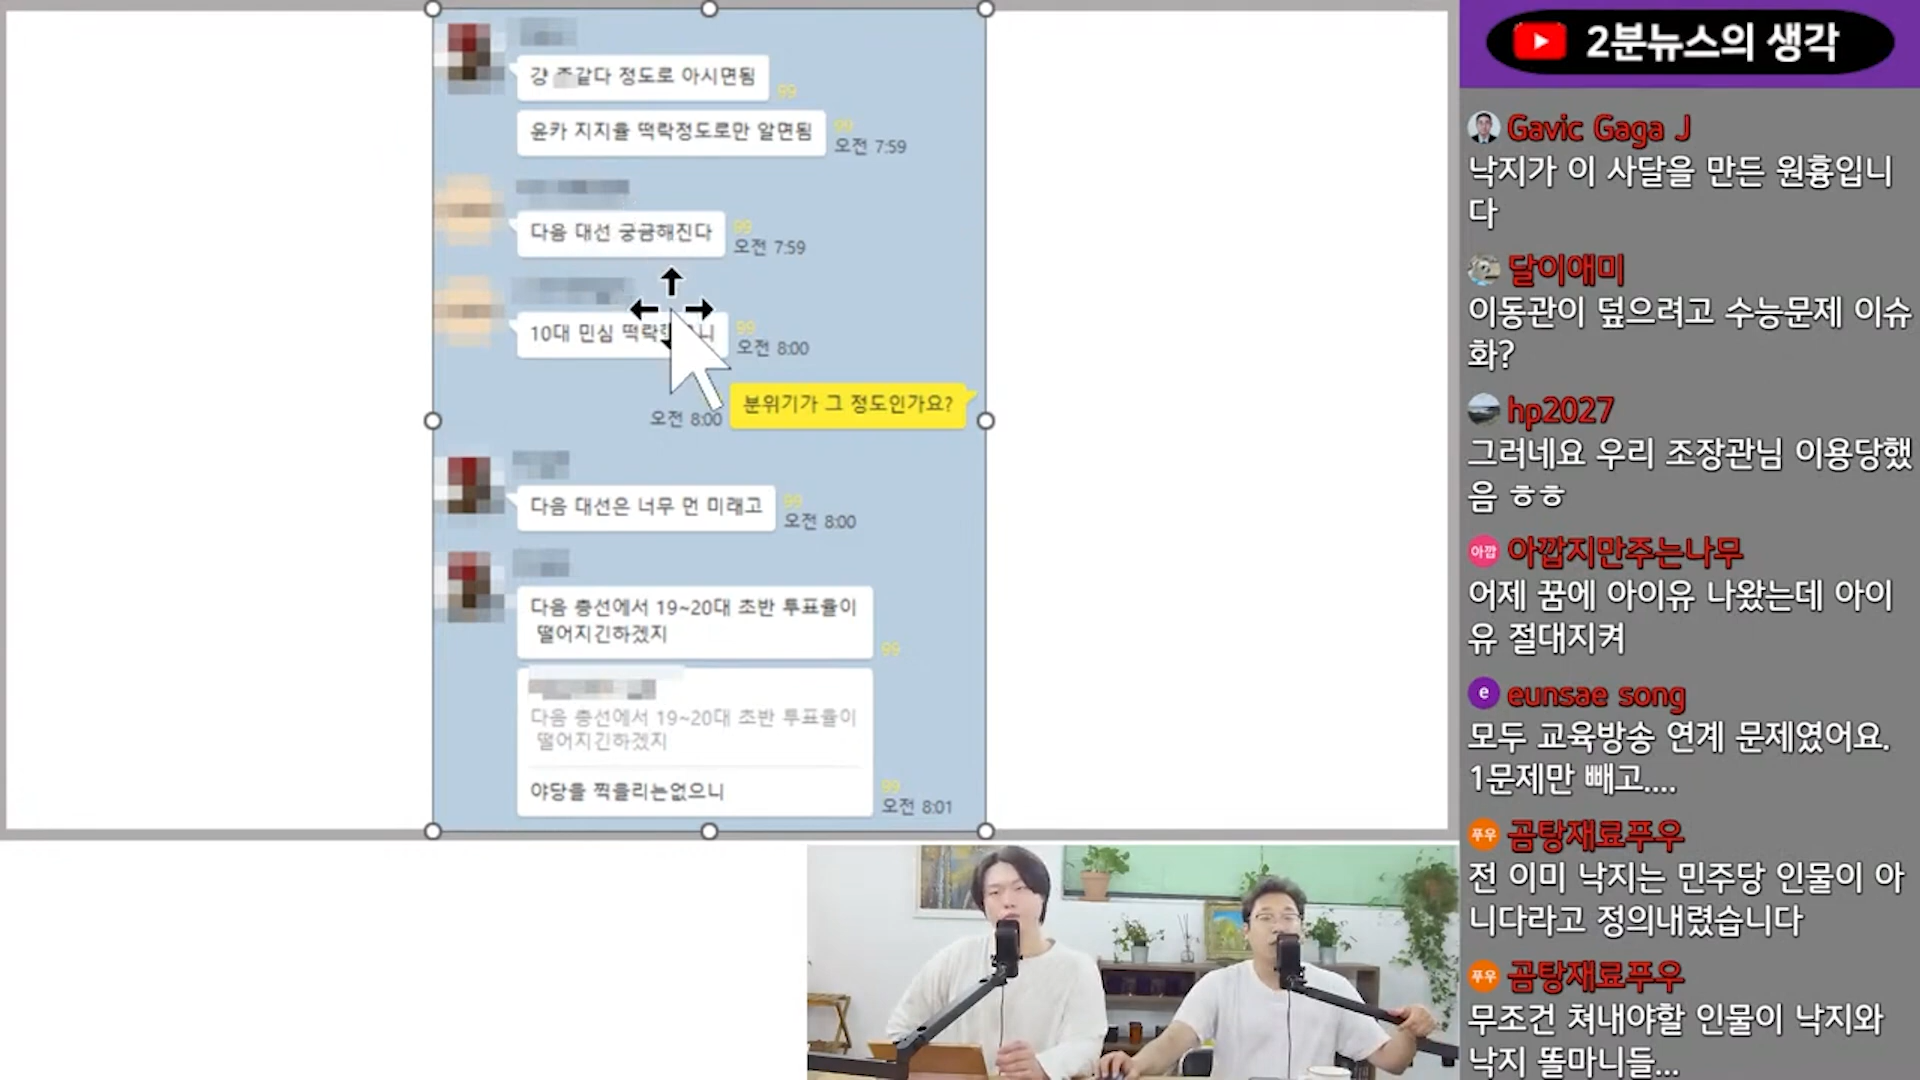 걍 같다 정도로 아시면됨
99
윤카 지지율 떡락정도로만 알면됨
99
오전 7:59
다음 대선 궁금해진다
99
오전 7:59
10대 민심
99
오전 8:00
분위기가 그 정도인가요?
오전 8:00
다음 대선은 너무 먼 미래고
99
오전 8:00
다음 총선에서 19~20대 초반 투표율이
떨어지긴하겠지
99
다음 총선에서 19~20대 초반 투표율이
떨어지긴하겠지
야당을 찍을리는없으니
99
오전 8:01
2분뉴스의 생각
Gavic Gaga J
낙지가 이 사달을 만든 원흉입니
다
달이애미
이동관이 덮으려고 수능문제 이슈
화?
hp2027
그러네요 우리 조장관님 이용당했
음 ㅎㅎ
아깝 아깝지만주는나무
어제 꿈에 아이유 나왔는데 아이
유 절대지켜
e eunsae song
모두 교육방송 연계 문제였어요.
1문제만 빼고....
푸우 곰탕재료푸우
전 이미 낙지는 민주당 인물이 아
니다라고 정의내렸습니다
푸우 곰탕재료푸우
무조건 쳐내야할 인물이 낙지와
낙지 똘마니들...